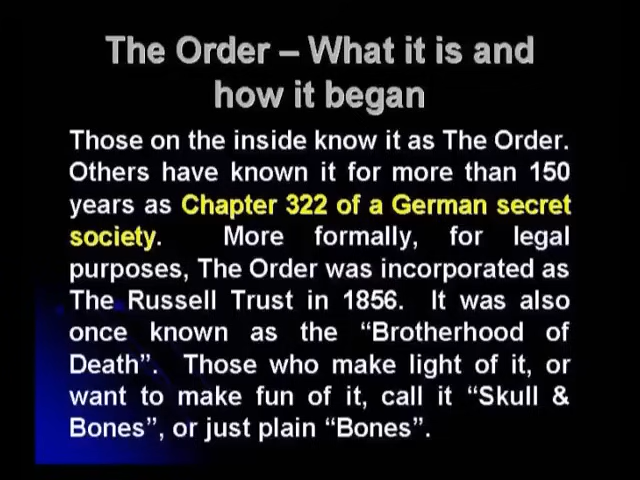 The Order – What it is and
how it began
Those on the inside know it as The Order.
Others have known it for more than 150
years as Chapter 322 of a German secret
society. More formally, for legal
purposes, The Order was incorporated as
The Russell Trust in 1856. It was also
once known as the “Brotherhood of
Death”. Those who make light of it, or
want to make fun of it, call it “Skull &
Bones”, or just plain “Bones”.